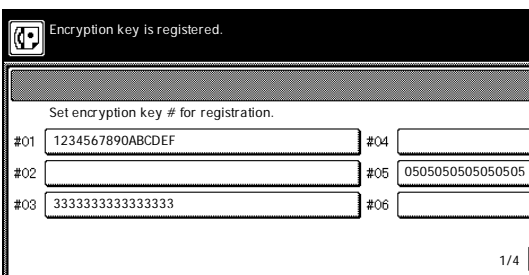 Encryption key is registered.
Set encryption key # for registration.
#01 1234567890ABCDEF #04
#02 #05 0505050505050505
#03 3333333333333333 #06
1/4